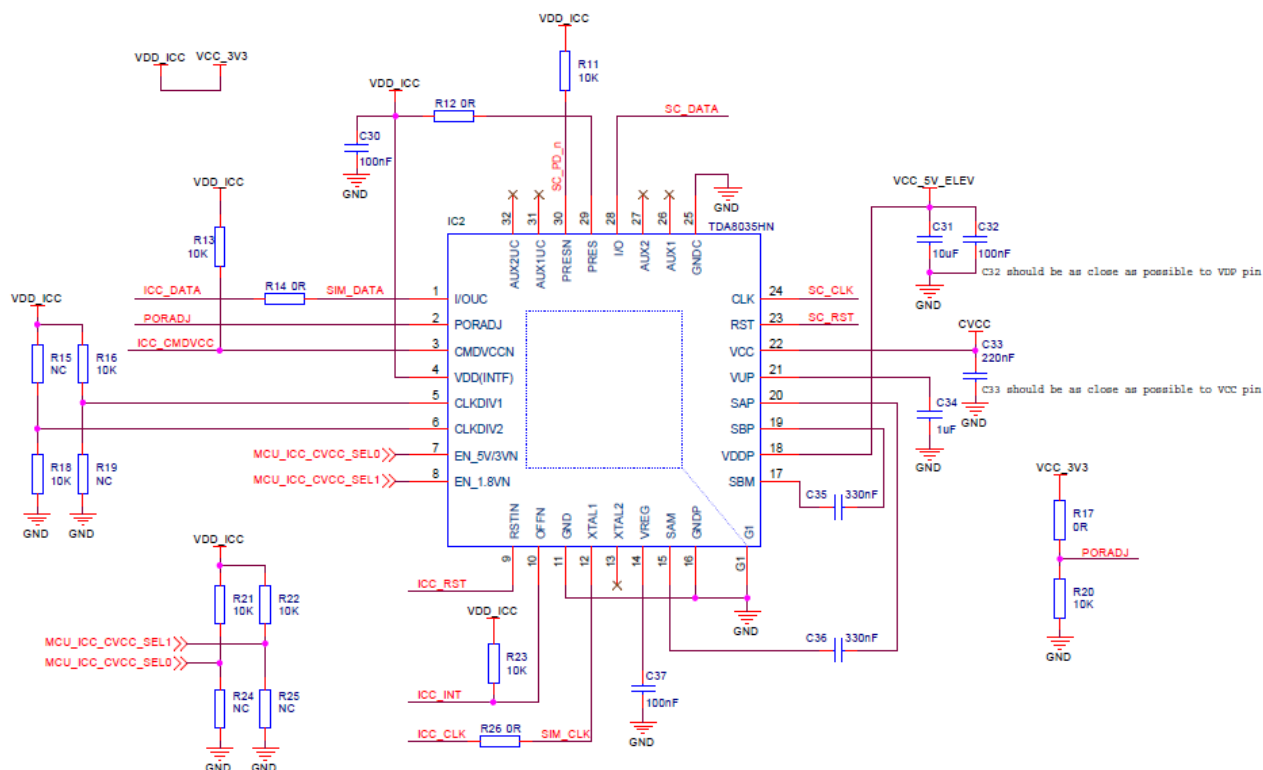 VDD_ICC
VDD_ICC VCC_3V3
R11
10K
VDD_ICC
R12 0R
SC_DATA
C30
100nF
SC_PD_n
GND
VDD_ICC
GND
VCC_5V_ELEV
IC2
32 31 30 29 28 27 26 25
TDA8035HN
AUX2UC AUX1UC PRESN PRES I/O AUX2 AUX1 GNDC
C31
10uF
C32
100nF
C32 should be as close as possible to VDP pin
R13
10K
GND
ICC_DATA R14 0R SIM_DATA 1 I/OUC
CLK 24 SC_CLK
VDD_ICC
PORADJ 2 PORADJ
RST 23 SC_RST
CVCC
ICC_CMDVCC 3 CMDVCCN
VCC 22
C33
220nF
R15
NC
R16
10K
4 VDD(INTF)
VUP 21
C33 should be as close as possible to VCC pin
5 CLKDIV1
SAP 20
C34
1uF
GND
6 CLKDIV2
SBP 19
MCU_ICC_CVCC_SEL0 7 EN_5V/3VN
VDDP 18
GND
R18
10K
R19
NC
MCU_ICC_CVCC_SEL1 8 EN_1.8VN
SBM 17
VCC_3V3
C35 330nF
GND GND
R17
0R
RSTIN OFFN GND XTAL1 XTAL2 VREG SAM GNDP G1
VDD_ICC
9 10 11 12 13 14 15 16 G1
PORADJ
ICC_RST
R21
10K
R22
10K
VDD_ICC
GND
R20
10K
MCU_ICC_CVCC_SEL1
MCU_ICC_CVCC_SEL0
R23
10K
C36 330nF
GND
R24
NC
R25
NC
ICC_INT
C37
100nF
ICC_CLK R26 0R SIM_CLK
GND
GND GND